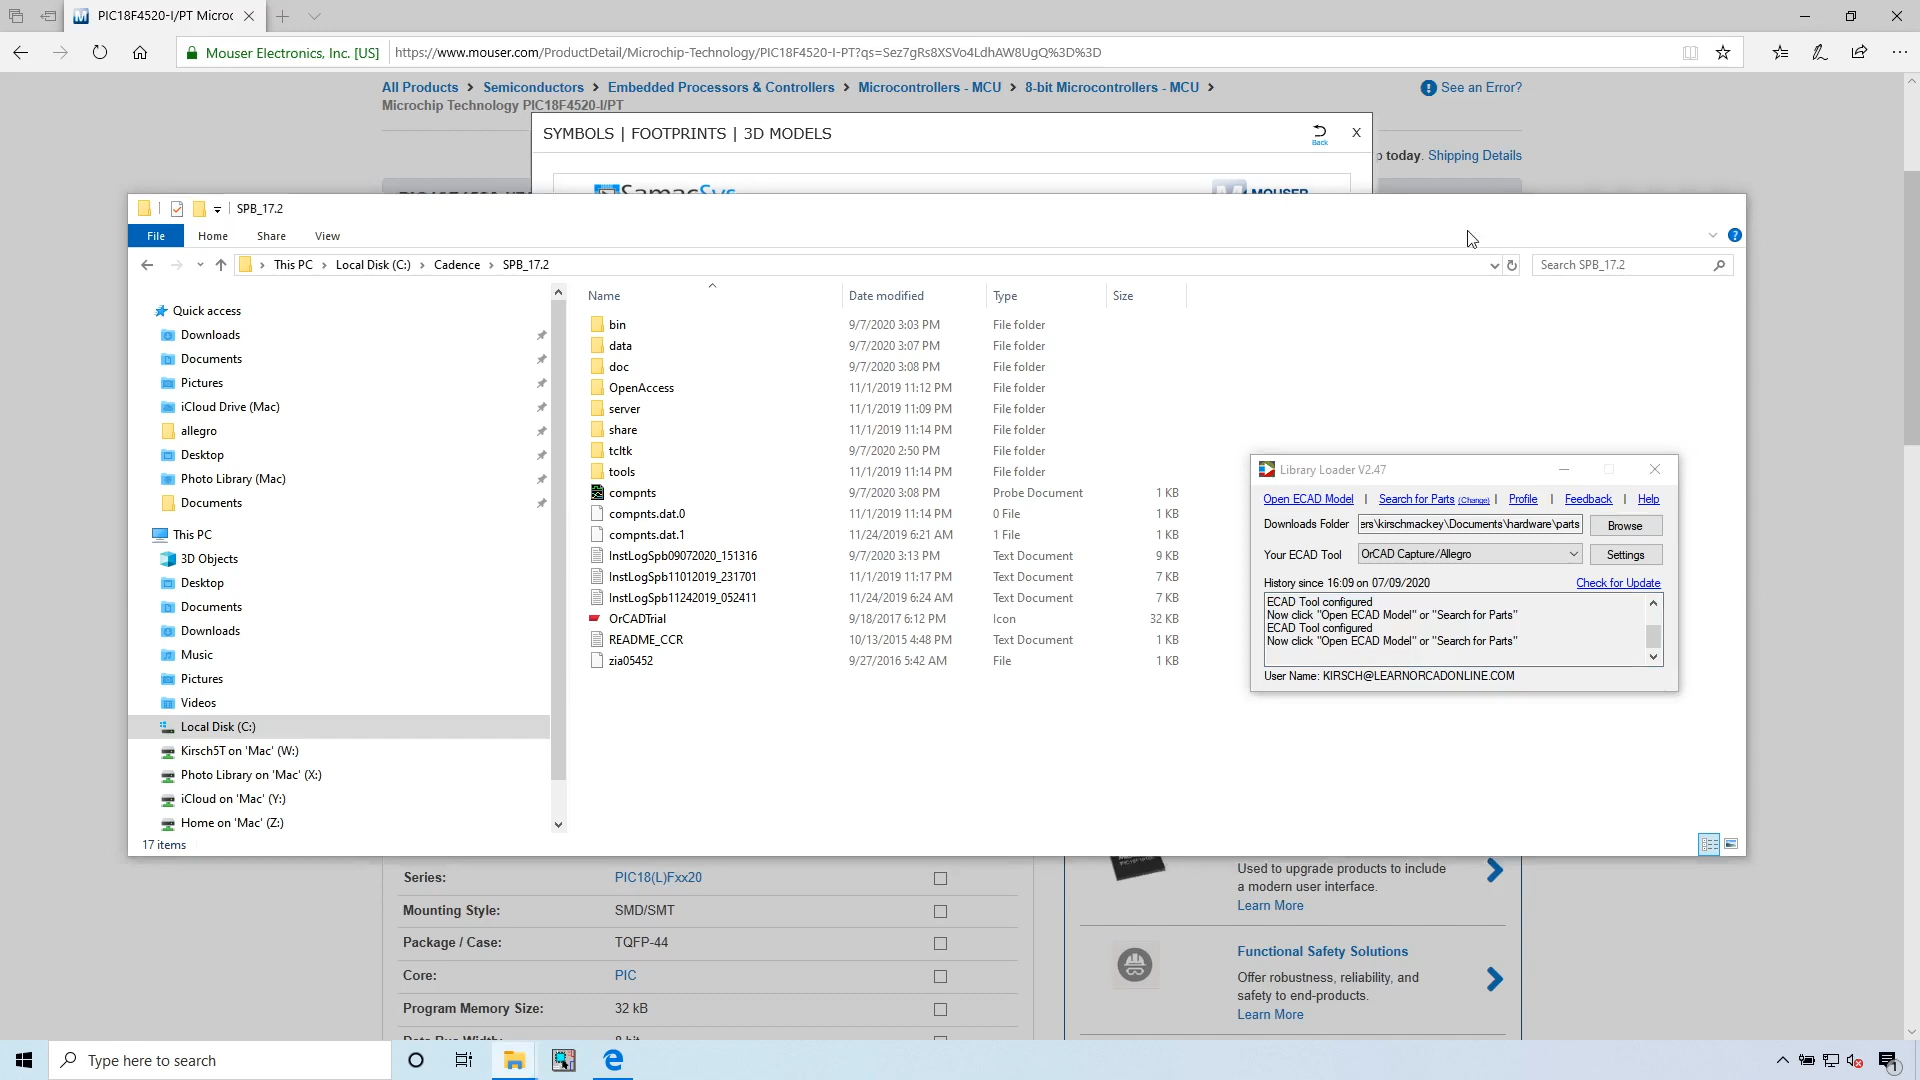 PIC18F4520-I/PT Microc
Mouser Electronics, Inc. [US]
https://www.mouser.com/ProductDetail/Microchip-Technology/PIC18F4520-I-PT?qs=Sez7gRs8XSVo4LdhAW8UgQ%3D%3D
All Products > Semiconductors > Embedded Processors & Controllers > Microcontrollers - MCU > 8-bit Microcontrollers - MCU >
See an Error?
Microchip Technology PIC18F4520-I/PT
SYMBOLS | FOOTPRINTS | 3D MODELS
Back
X
today. Shipping Details
SamacSys
MOUSER
SPB_17.2
File
Home
Share
View
This PC > Local Disk (C:) > Cadence > SPB_17.2
Search SPB_17.2
Quick access
Downloads
Documents
Pictures
iCloud Drive (Mac)
allegro
Desktop
Photo Library (Mac)
Documents
This PC
3D Objects
Desktop
Documents
Downloads
Music
Pictures
Videos
Local Disk (C:)
Kirsch5T on 'Mac' (W:)
Photo Library on 'Mac' (X:)
iCloud on 'Mac' (Y:)
Home on 'Mac' (Z:)
17 items
Name Date modified Type Size
bin 9/7/2020 3:03 PM File folder
data 9/7/2020 3:07 PM File folder
doc 9/7/2020 3:08 PM File folder
OpenAccess 11/1/2019 11:12 PM File folder
server 11/1/2019 11:09 PM File folder
share 11/1/2019 11:14 PM File folder
tcltk 9/7/2020 2:50 PM File folder
tools 11/1/2019 11:14 PM File folder
compnts 9/7/2020 3:08 PM Probe Document 1 KB
compnts.dat.0 11/1/2019 11:14 PM 0 File 1 KB
compnts.dat.1 11/24/2019 6:21 AM 1 File 1 KB
InstLogSpb09072020_151316 9/7/2020 3:13 PM Text Document 9 KB
InstLogSpb11012019_231701 11/1/2019 11:17 PM Text Document 7 KB
InstLogSpb11242019_052411 11/24/2019 6:24 AM Text Document 7 KB
OrCADTrial 9/18/2017 6:12 PM Icon 32 KB
README_CCR 10/13/2015 4:48 PM Text Document 1 KB
zia05452 9/27/2016 5:42 AM File 1 KB
Library Loader V2.47
Open ECAD Model | Search for Parts (Change) | Profile | Feedback | Help
Downloads Folder ers\kirschmackey\Documents\hardware\parts Browse
Your ECAD Tool OrCAD Capture/Allegro Settings
History since 16:09 on 07/09/2020 Check for Update
ECAD Tool configured
Now click "Open ECAD Model" or "Search for Parts"
ECAD Tool configured
Now click "Open ECAD Model" or "Search for Parts"
User Name: KIRSCH@LEARNORCADONLINE.COM
Series: PIC18(L)Fxx20
Mounting Style: SMD/SMT
Package / Case: TQFP-44
Core: PIC
Program Memory Size: 32 kB
Data Bus Width: 8 bit
Used to upgrade products to include
a modern user interface.
Learn More
Functional Safety Solutions
Offer robustness, reliability, and
safety to end-products.
Learn More
Type here to search
1